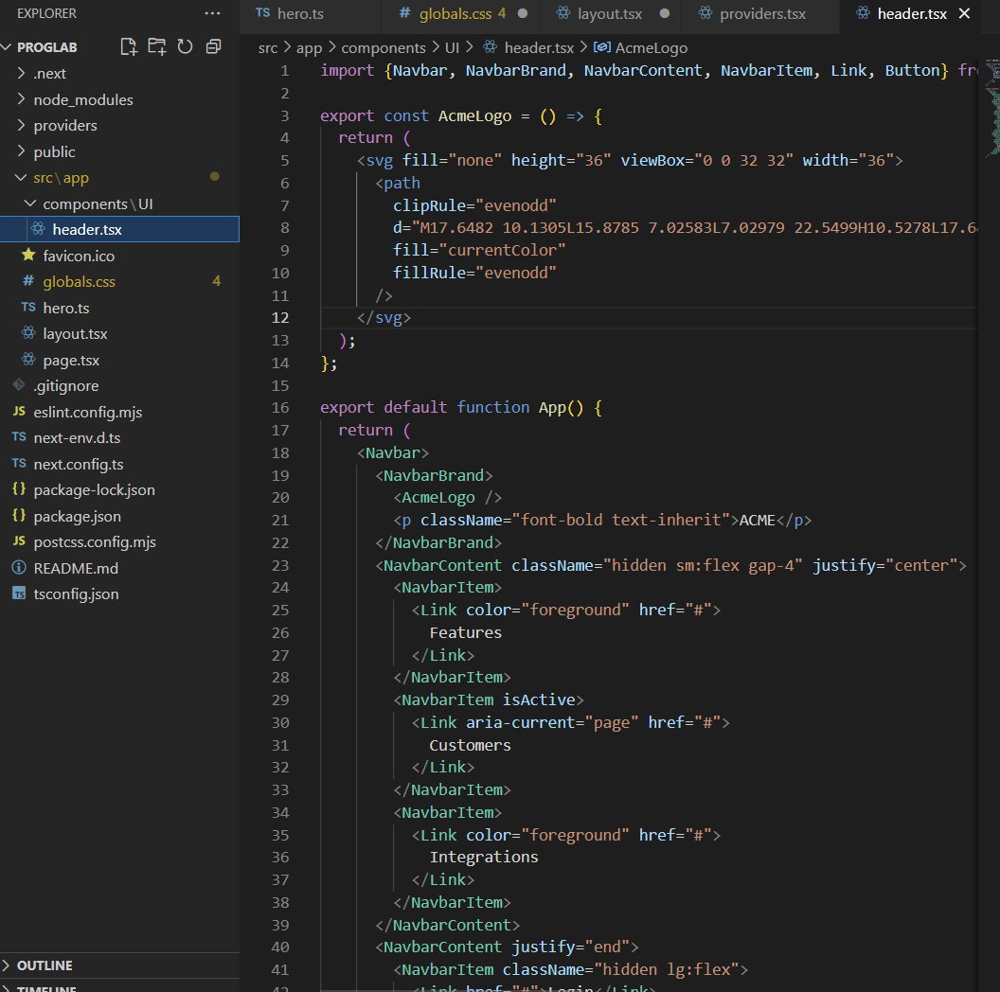 EXPLORER
PROGLAB
.next
node_modules
providers
public
src\app
components\UI
header.tsx
favicon.ico
globals.css 4
TS hero.ts
layout.tsx
page.tsx
.gitignore
JS eslint.config.mjs
TS next-env.d.ts
TS next.config.ts
{} package-lock.json
{} package.json
JS postcss.config.mjs
README.md
TS tsconfig.json
OUTLINE
TIMELINE
TS hero.ts # globals.css 4 layout.tsx providers.tsx header.tsx
src > app > components > UI > header.tsx > AcmeLogo
1 import {Navbar, NavbarBrand, NavbarContent, NavbarItem, Link, Button} fr
2
3 export const AcmeLogo = () => {
4 return (
5 <svg fill="none" height="36" viewBox="0 0 32 32" width="36">
6 <path
7 clipRule="evenodd"
8 d="M17.6482 10.1305L15.8785 7.02583L7.02979 22.5499H10.5278L17.6
9 fill="currentColor"
10 fillRule="evenodd"
11 />
12 </svg>
13 );
14 };
15
16 export default function App() {
17 return (
18 <Navbar>
19 <NavbarBrand>
20 <AcmeLogo />
21 <p className="font-bold text-inherit">ACME</p>
22 </NavbarBrand>
23 <NavbarContent className="hidden sm:flex gap-4" justify="center">
24 <NavbarItem>
25 <Link color="foreground" href="#">
26 Features
27 </Link>
28 </NavbarItem>
29 <NavbarItem isActive>
30 <Link aria-current="page" href="#">
31 Customers
32 </Link>
33 </NavbarItem>
34 <NavbarItem>
35 <Link color="foreground" href="#">
36 Integrations
37 </Link>
38 </NavbarItem>
39 </NavbarContent>
40 <NavbarContent justify="end">
41 <NavbarItem className="hidden lg:flex">
42 <Link href="#">Login</Link>